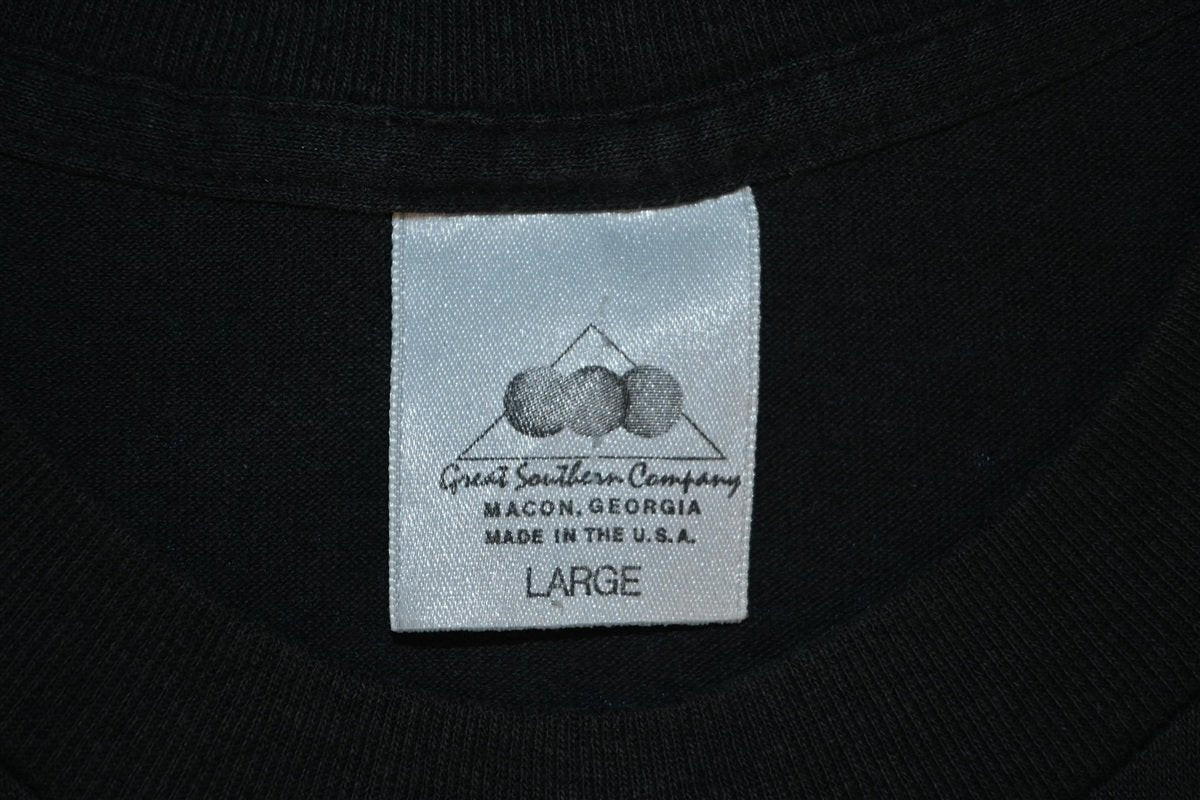 Great Southern Company
MACON, GEORGIA
MADE IN THE U.S.A.
LARGE